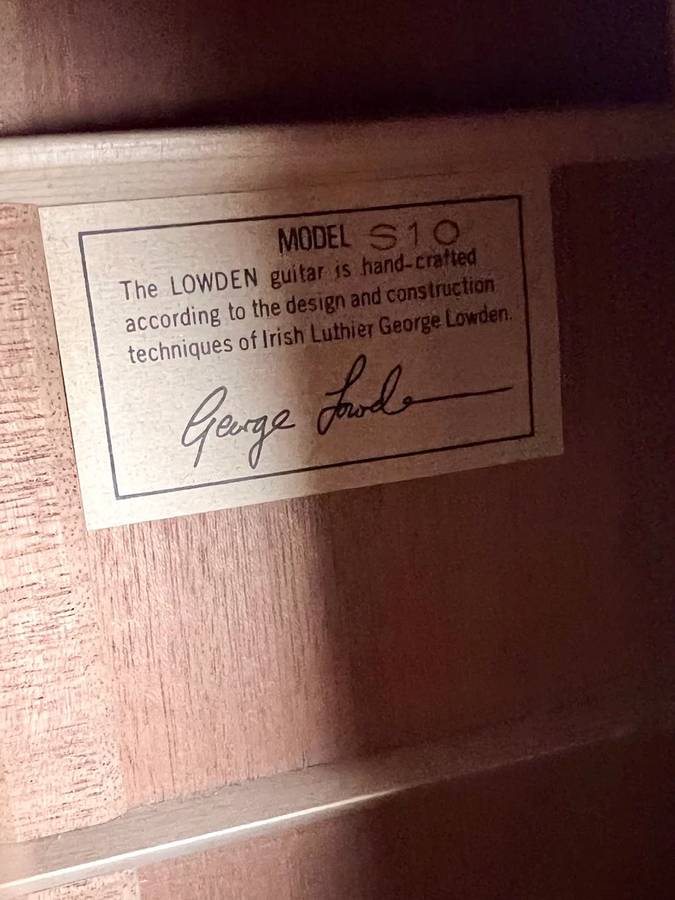 MODEL S10
The LOWDEN guitar is hand-crafted
according to the design and construction
techniques of Irish Luthier George Lowden.
George Lowden